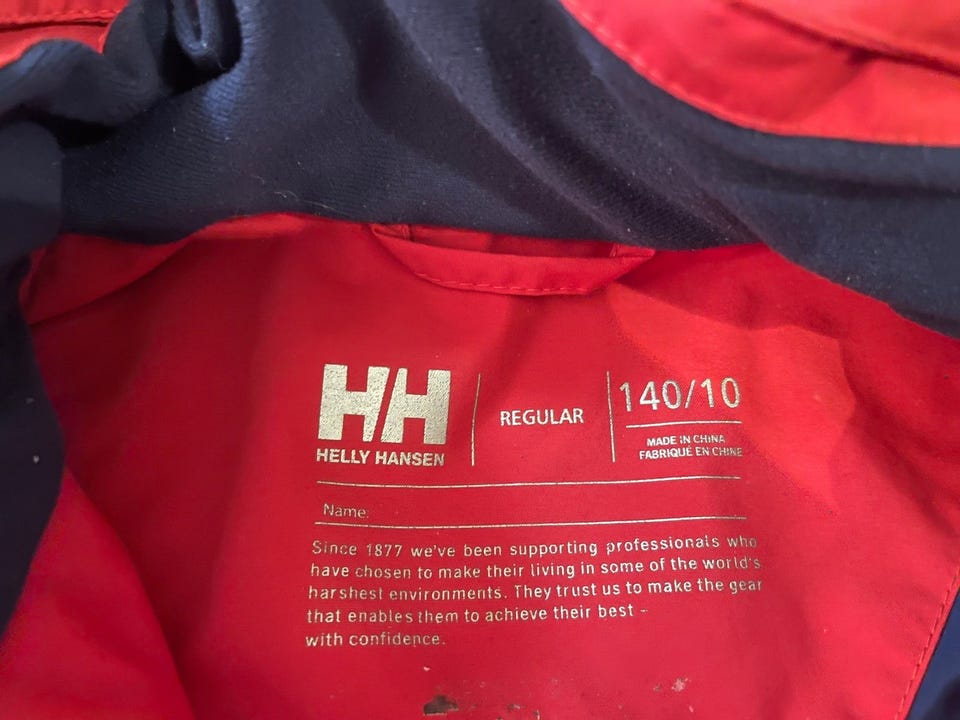 HH
HELLY HANSEN
REGULAR
140/10
MADE IN CHINA
FABRIQUÉ EN CHINE
Name:
Since 1877 we've been supporting professionals who
have chosen to make their living in some of the world's
harshest environments. They trust us to make the gear
that enables them to achieve their best -
with confidence.